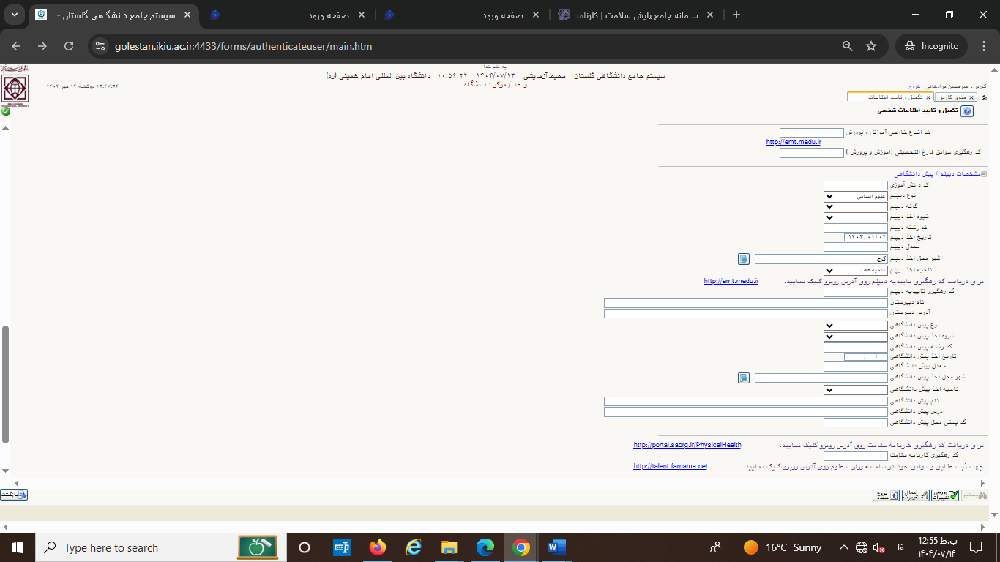 سیستم جامع دانشگاهي گلستان -
صفحه ورود
صفحه ورود
سامانه جامع پایش سلامت | کارنامه
golestan.ikiu.ac.ir:4433/forms/authenticateuser/main.htm
Incognito
به نام خدا
سیستم جامع دانشگاهی گلستان - محیط آزمایشی - ۱۴۰۴/۰۷/۱۳ - ۱۰:۵۴:۲۲ دانشگاه بین المللی امام خمینی (ره)
واحد / مرکز : دانشگاه
کاربر : امیرحسین مرادخانی خروج
۱۲:۴۷:۲۴ دوشنبه ۱۴ مهر ۱۴۰۴
منوی کاربر
تکمیل و تایید اطلاعات
تکمیل و تایید اطلاعات شخصی
کد اتباع خارجی آموزش و پرورش
http://emt.medu.ir
کد رهگیری سوابق فارغ التحصیلی (آموزش و پرورش )
مشخصات دیپلم / پیش دانشگاهی
کد دانش آموزی
نوع دیپلم علوم انسانی
گونه دیپلم
شیوه اخذ دیپلم
کد رشته دیپلم
تاریخ اخذ دیپلم ۱۴۰۳/۰۱/۰۴
معدل دیپلم
شهر محل اخذ دیپلم کرج
ناحیه اخذ دیپلم ناحیه هفت
برای دریافت کد رهگیری تاییدیه دیپلم روی آدرس روبرو کلیک نمایید. http://emt.medu.ir
کد رهگیری تاییدیه دیپلم
نام دبیرستان
آدرس دبیرستان
نوع پیش دانشگاهی
شیوه اخذ پیش دانشگاهی
کد رشته پیش دانشگاهی
تاریخ اخذ پیش دانشگاهی / /
معدل پیش دانشگاهی
شهر محل اخذ پیش دانشگاهی
ناحیه اخذ پیش دانشگاهی
نام پیش دانشگاهی
آدرس پیش دانشگاهی
کد پستی محل پیش دانشگاهی
برای دریافت کد رهگیری کارنامه سلامت روی آدرس روبرو کلیک نمایید. http://portal.saorg.ir/PhysicalHealth
کد رهگیری کارنامه سلامت
جهت ثبت علایق و سوابق خود در سامانه وزارت علوم روی آدرس روبرو کلیک نمایید http://talent.farnama.net
جستجو
بررسی تغییرات
اعمال تغییرات
شروع مجدد
بازگشت
Type here to search
16°C Sunny
فا
12:55 ب.ظ
۱۴۰۴/۰۷/۱۴